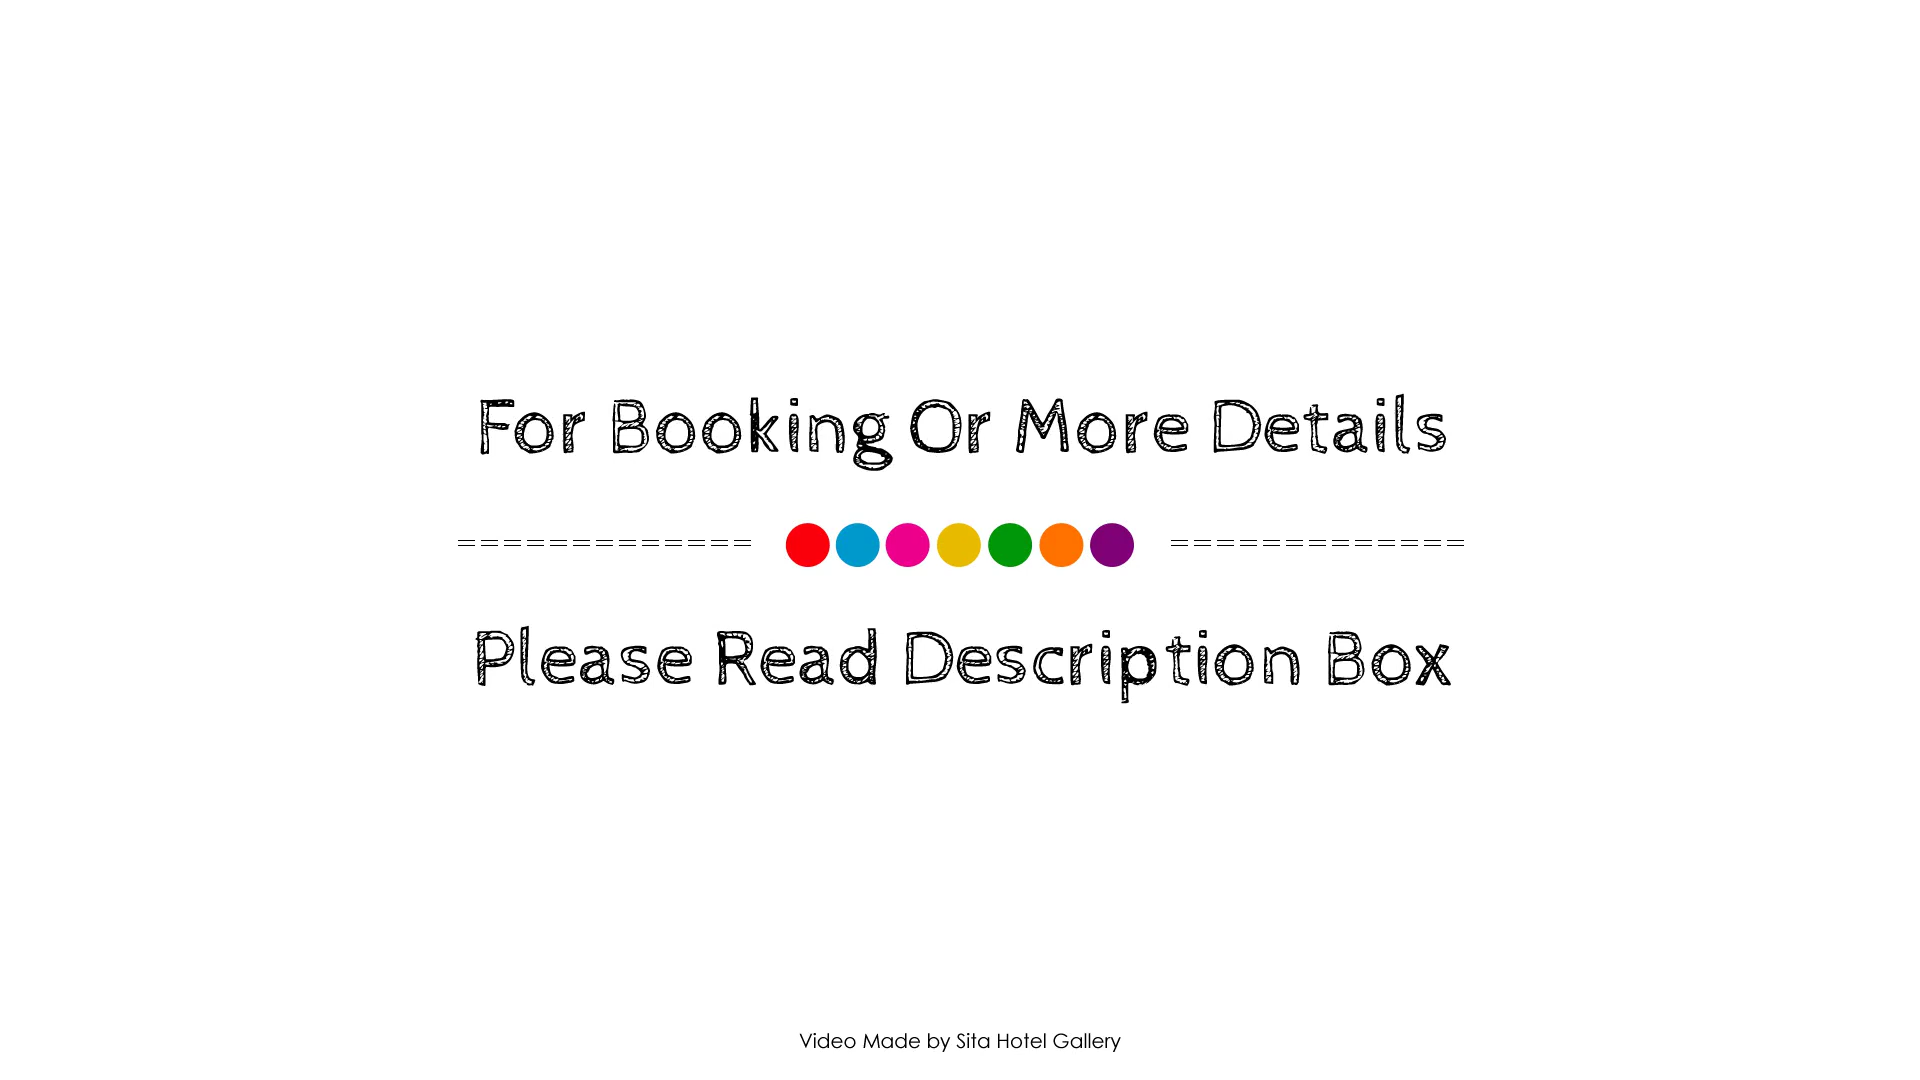 For Booking Or More Details
============= =============
Please Read Description Box
Video Made by Sita Hotel Gallery